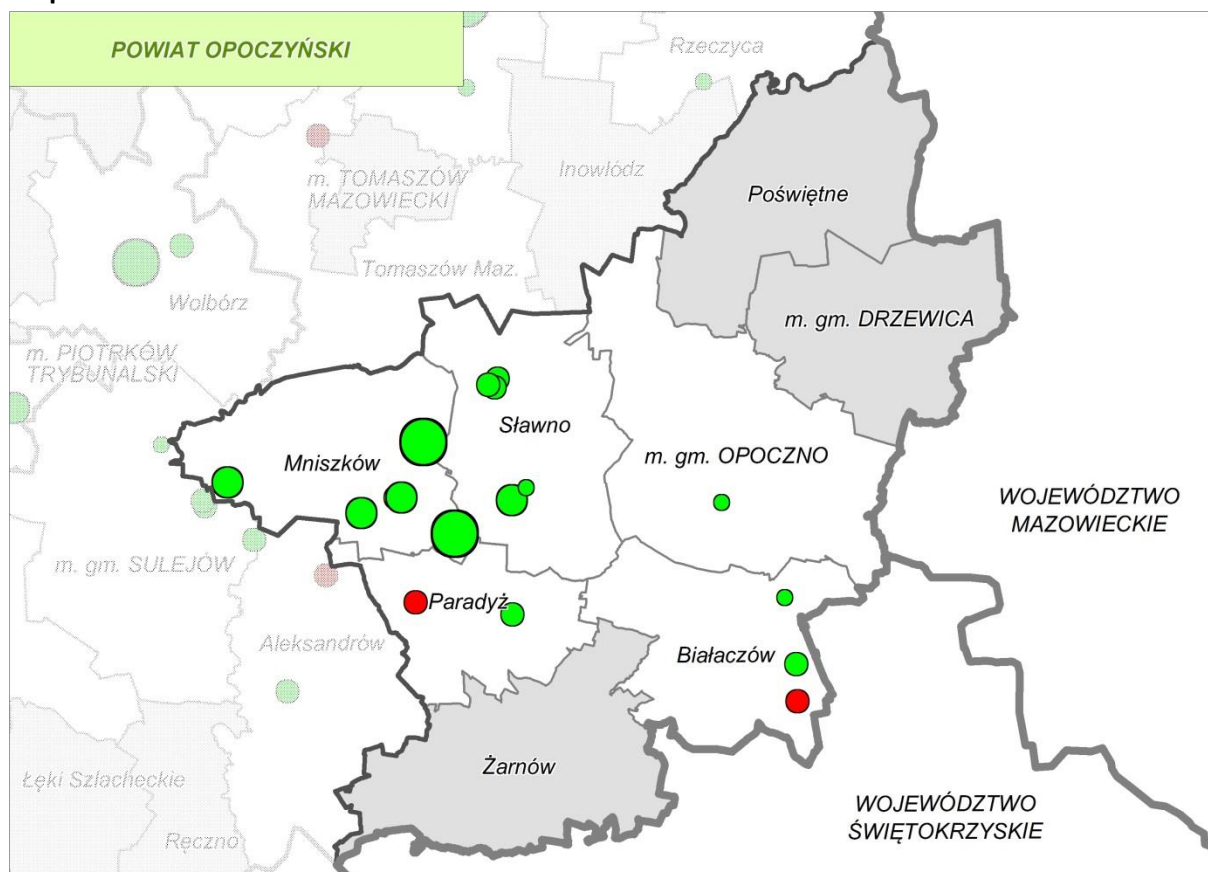 POWIAT OPOCZYŃSKI
Rzeczyca
m. TOMASZÓW
MAZOWIECKI
Inowłódz
Poświętne
Tomaszów Maz.
Wolbórz
m. gm. DRZEWICA
m. PIOTRKÓW
TRYBUNALSKI
Sławno
Mniszków
m. gm. OPOCZNO
WOJEWÓDZTWO
MAZOWIECKIE
m. gm. SULEJÓW
Paradyż
Aleksandrów
Białaczów
Żarnów
Łęki Szlacheckie
WOJEWÓDZTWO
ŚWIĘTOKRZYSKIE
Ręczno